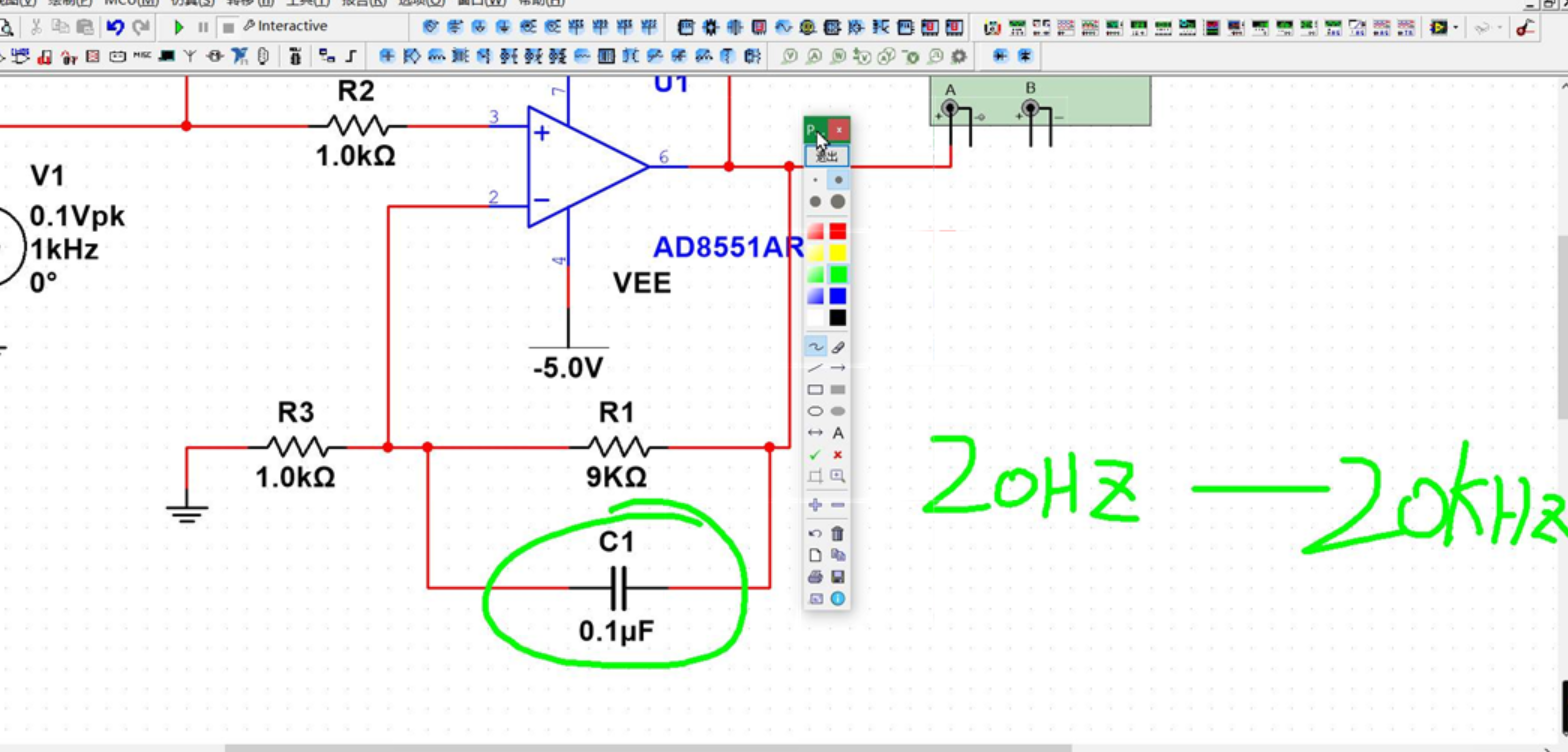 MCU(M)
Interactive
R2
1.0kΩ
U1
7
3
2
6
4
A
B
V1
0.1Vpk
1kHz
0°
AD8551AR
VEE
-5.0V
退出
A
R3
1.0kΩ
R1
9KΩ
C1
0.1µF
20HZ — 20KHz